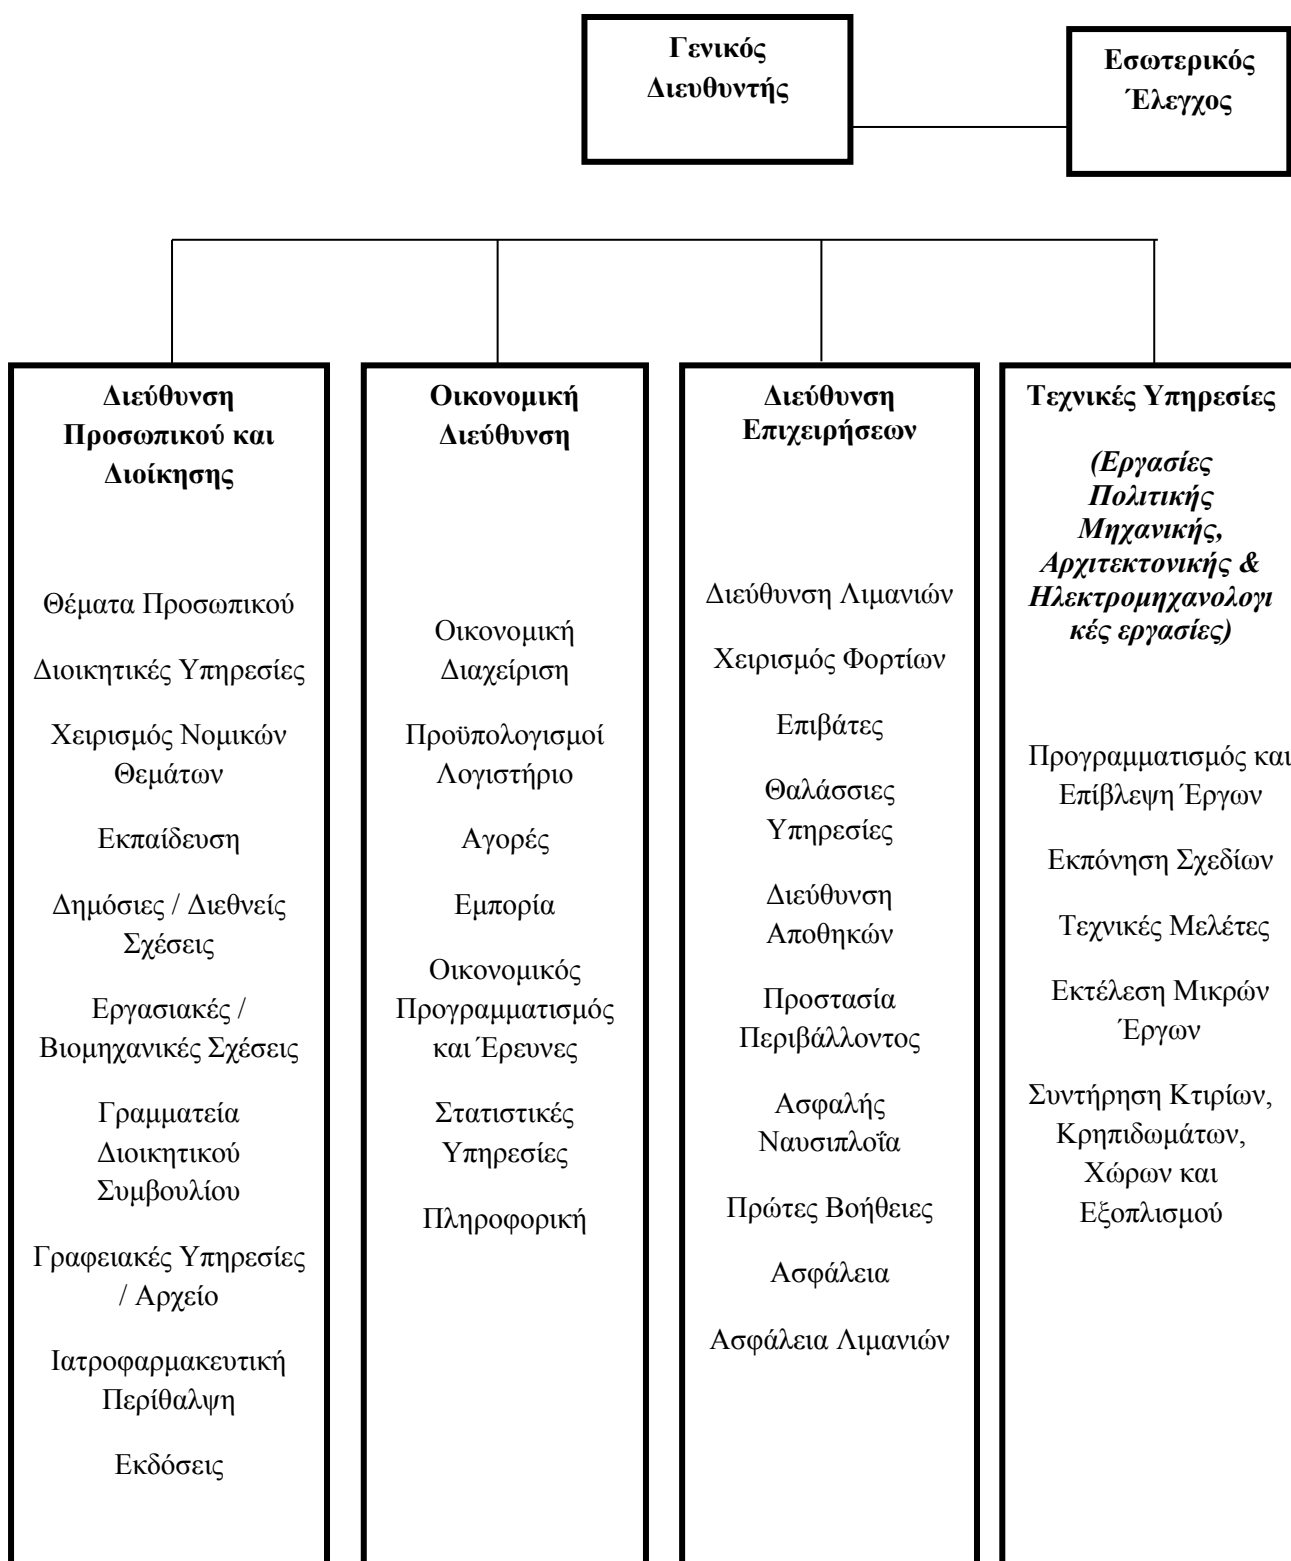 Γενικός
Διευθυντής
Εσωτερικός
Έλεγχος
Διεύθυνση
Προσωπικού και
Διοίκησης
Θέματα Προσωπικού
Διοικητικές Υπηρεσίες
Χειρισμός Νομικών
Θεμάτων
Εκπαίδευση
Δημόσιες / Διεθνείς
Σχέσεις
Εργασιακές /
Βιομηχανικές Σχέσεις
Γραμματεία
Διοικητικού
Συμβουλίου
Γραφειακές Υπηρεσίες
/ Αρχείο
Ιατροφαρμακευτική
Περίθαλψη
Εκδόσεις
Οικονομική
Διεύθυνση
Οικονομική
Διαχείριση
Προϋπολογισμοί
Λογιστήριο
Αγορές
Εμπορία
Οικονομικός
Προγραμματισμός
και Έρευνες
Στατιστικές
Υπηρεσίες
Πληροφορική
Διεύθυνση
Επιχειρήσεων
Διεύθυνση Λιμανιών
Χειρισμός Φορτίων
Επιβάτες
Θαλάσσιες
Υπηρεσίες
Διεύθυνση
Αποθηκών
Προστασία
Περιβάλλοντος
Ασφαλής
Ναυσιπλοΐα
Πρώτες Βοήθειες
Ασφάλεια
Ασφάλεια Λιμανιών
Τεχνικές Υπηρεσίες
(Εργασίες
Πολιτικής
Μηχανικής,
Αρχιτεκτονικής &
Ηλεκτρομηχανολογι
κές εργασίες)
Προγραμματισμός και
Επίβλεψη Έργων
Εκπόνηση Σχεδίων
Τεχνικές Μελέτες
Εκτέλεση Μικρών
Έργων
Συντήρηση Κτιρίων,
Κρηπιδωμάτων,
Χώρων και
Εξοπλισμού